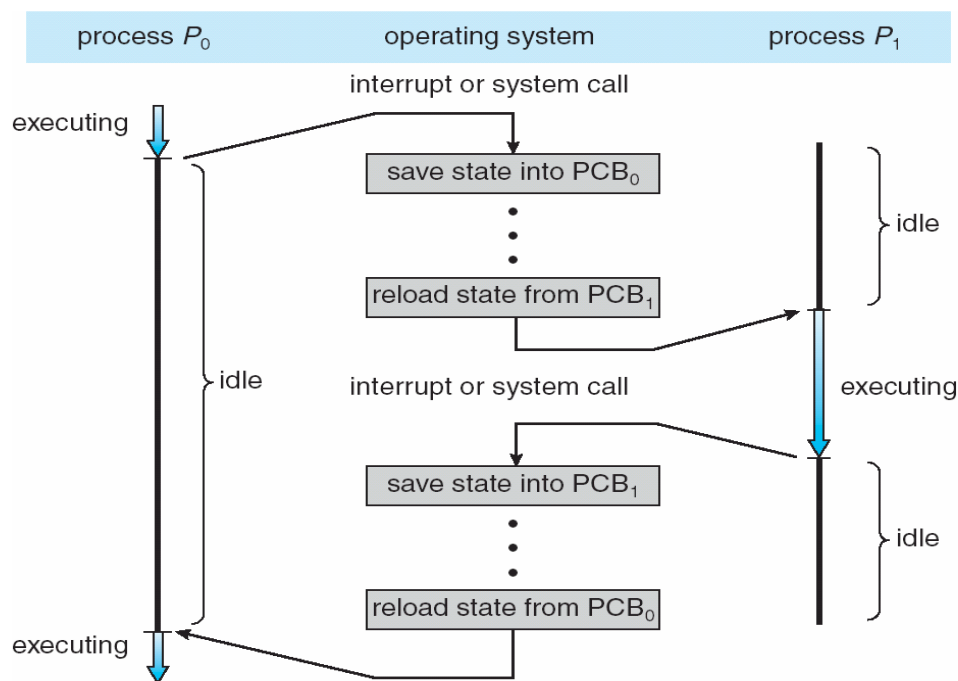 process P₀
operating system
process P₁
interrupt or system call
executing
save state into PCB₀
idle
reload state from PCB₁
idle
interrupt or system call
executing
save state into PCB₁
idle
reload state from PCB₀
executing